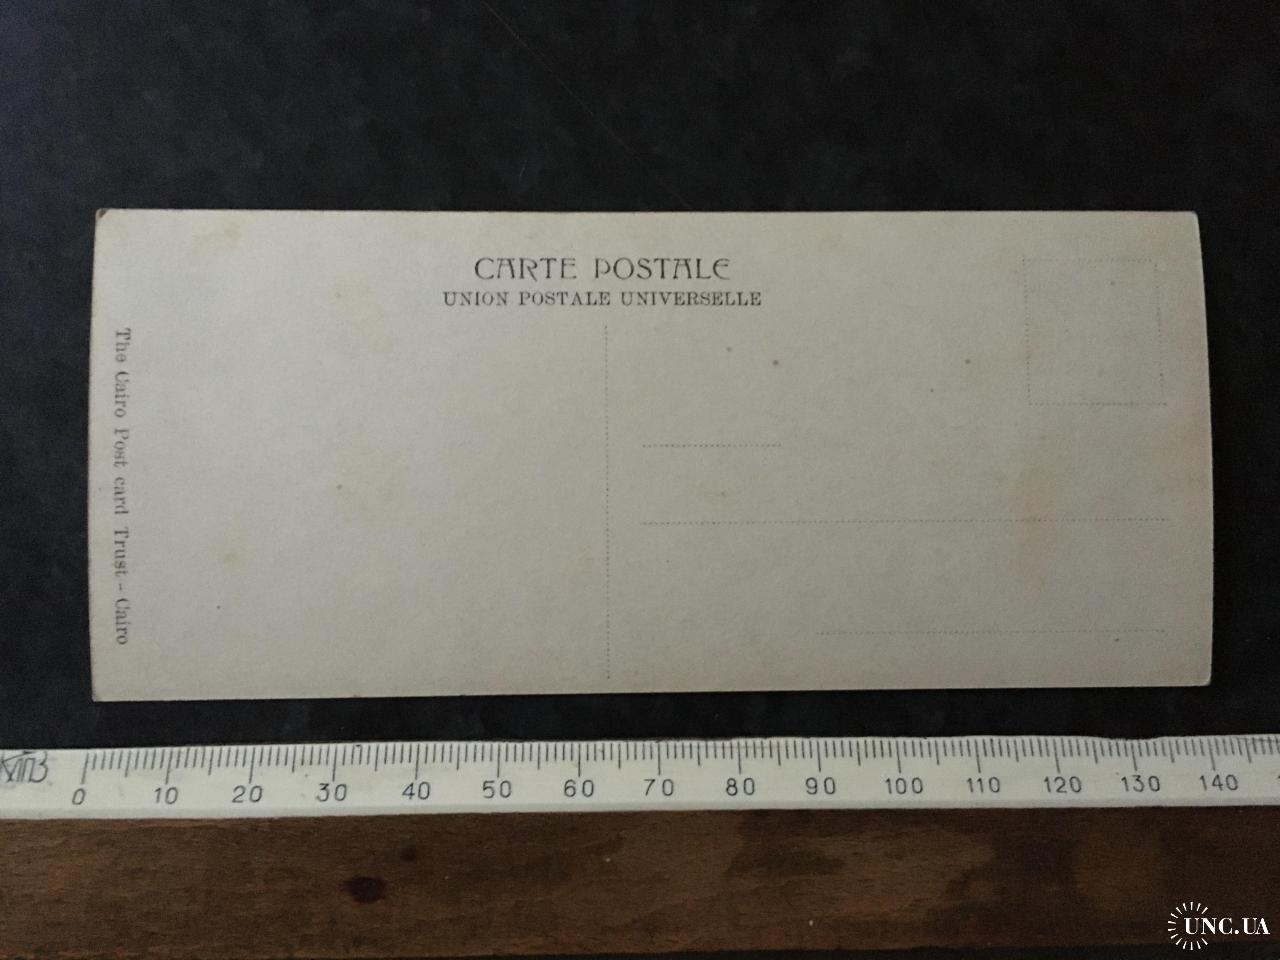 CARTE POSTALE
UNION POSTALE UNIVERSELLE
The Cairo Post card Trust - Cairo
0 10 20 30 40 50 60 70 80 90 100 110 120 130 140
UNC.UA